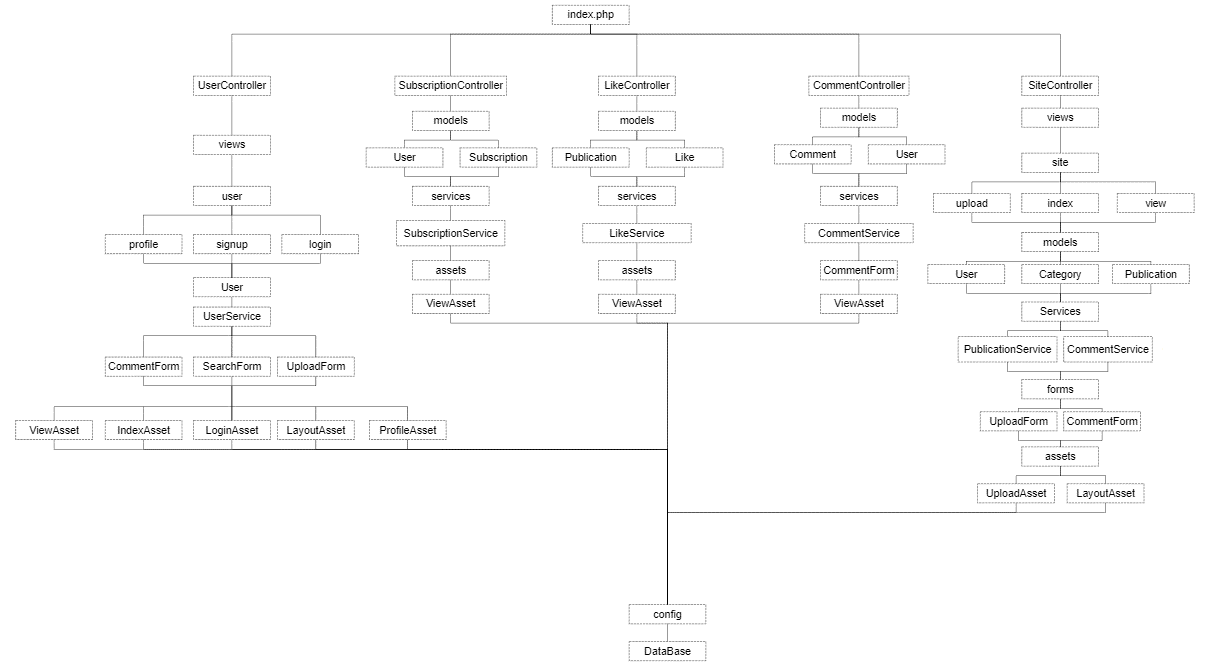 index.php
UserController
SubscriptionController
LikeController
CommentController
SiteController
models
models
models
views
views
User
Subscription
Publication
Like
Comment
User
site
user
services
services
services
upload
index
view
SubscriptionService
LikeService
CommentService
profile
signup
login
models
assets
assets
CommentForm
User
Category
Publication
User
ViewAsset
ViewAsset
ViewAsset
UserService
Services
PublicationService
CommentService
CommentForm
SearchForm
UploadForm
forms
UploadForm
CommentForm
ViewAsset
IndexAsset
LoginAsset
LayoutAsset
ProfileAsset
assets
UploadAsset
LayoutAsset
config
DataBase